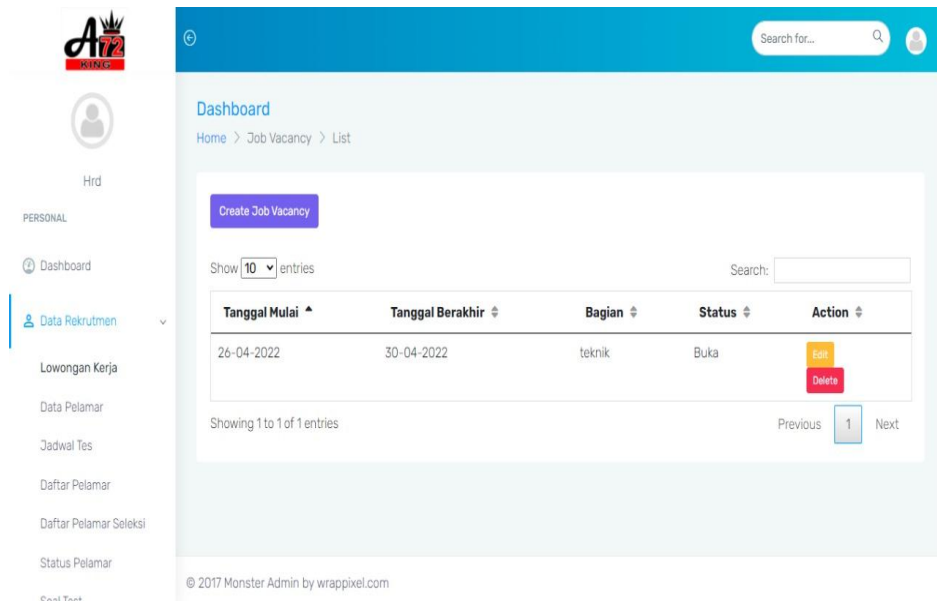 A72
KING
Search for...
Hrd
PERSONAL
Dashboard
Data Rekrutmen
Lowongan Kerja
Data Pelamar
Jadwal Tes
Daftar Pelamar
Daftar Pelamar Seleksi
Status Pelamar
Soal Test
Dashboard
Home > Job Vacancy > List
Create Job Vacancy
Show 10 entries
Search:
Tanggal Mulai Tanggal Berakhir Bagian Status Action
26-04-2022 30-04-2022 teknik Buka Edit
Delete
Showing 1 to 1 of 1 entries
Previous 1 Next
© 2017 Monster Admin by wrappixel.com